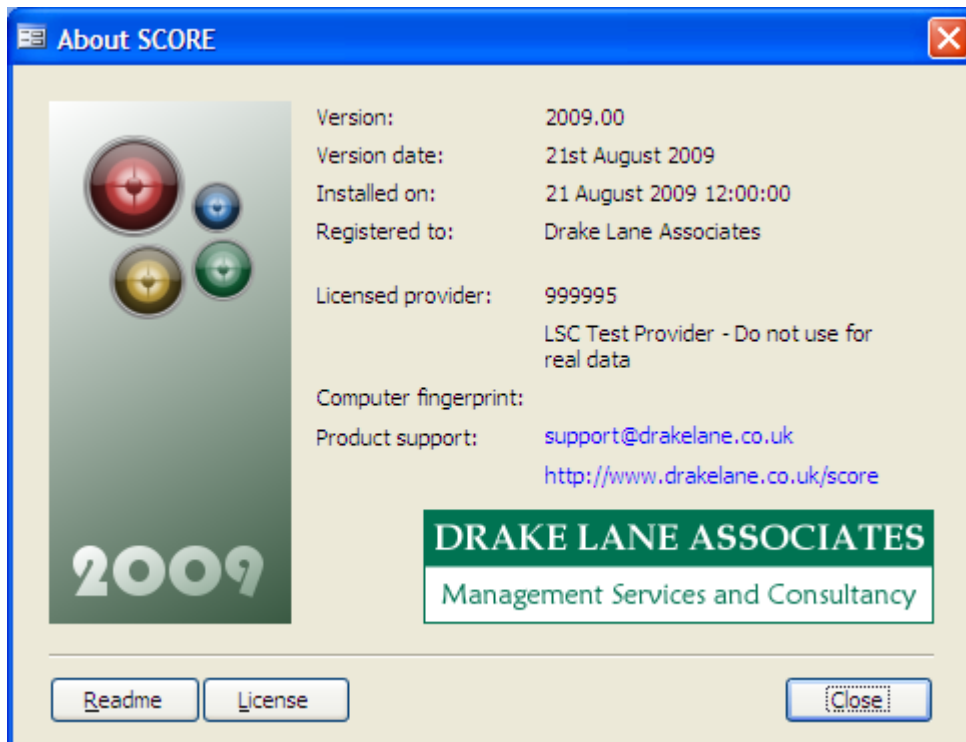 About SCORE
Version: 2009.00
Version date: 21st August 2009
Installed on: 21 August 2009 12:00:00
Registered to: Drake Lane Associates
Licensed provider: 999995
LSC Test Provider - Do not use for
real data
Computer fingerprint:
Product support: support@drakelane.co.uk
http://www.drakelane.co.uk/score
2009
DRAKE LANE ASSOCIATES
Management Services and Consultancy
Readme License Close